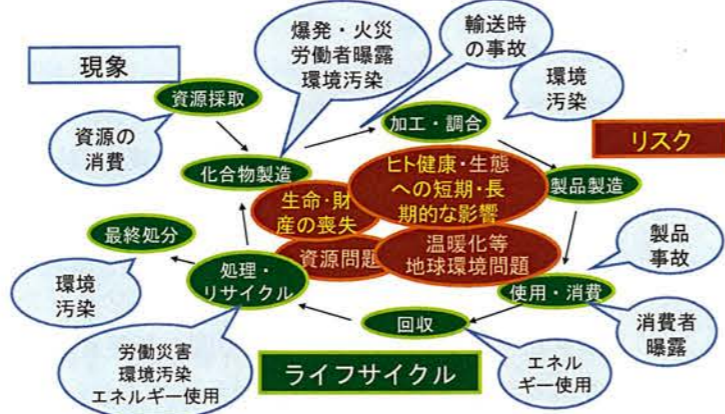 現象
爆発・火災
労働者曝露
環境汚染
輸送時
の事故
環境
汚染
リスク
資源採取
資源の
消費
加工・調合
化合物製造
ヒト健康・生態
への短期・長
期的な影響
製品製造
生命・財
産の喪失
最終処分
資源問題
温暖化等
地球環境問題
製品
事故
処理・
リサイクル
使用・消費
環境
汚染
回収
消費者
曝露
労働災害
環境汚染
エネルギー使用
ライフサイクル
エネル
ギー使用